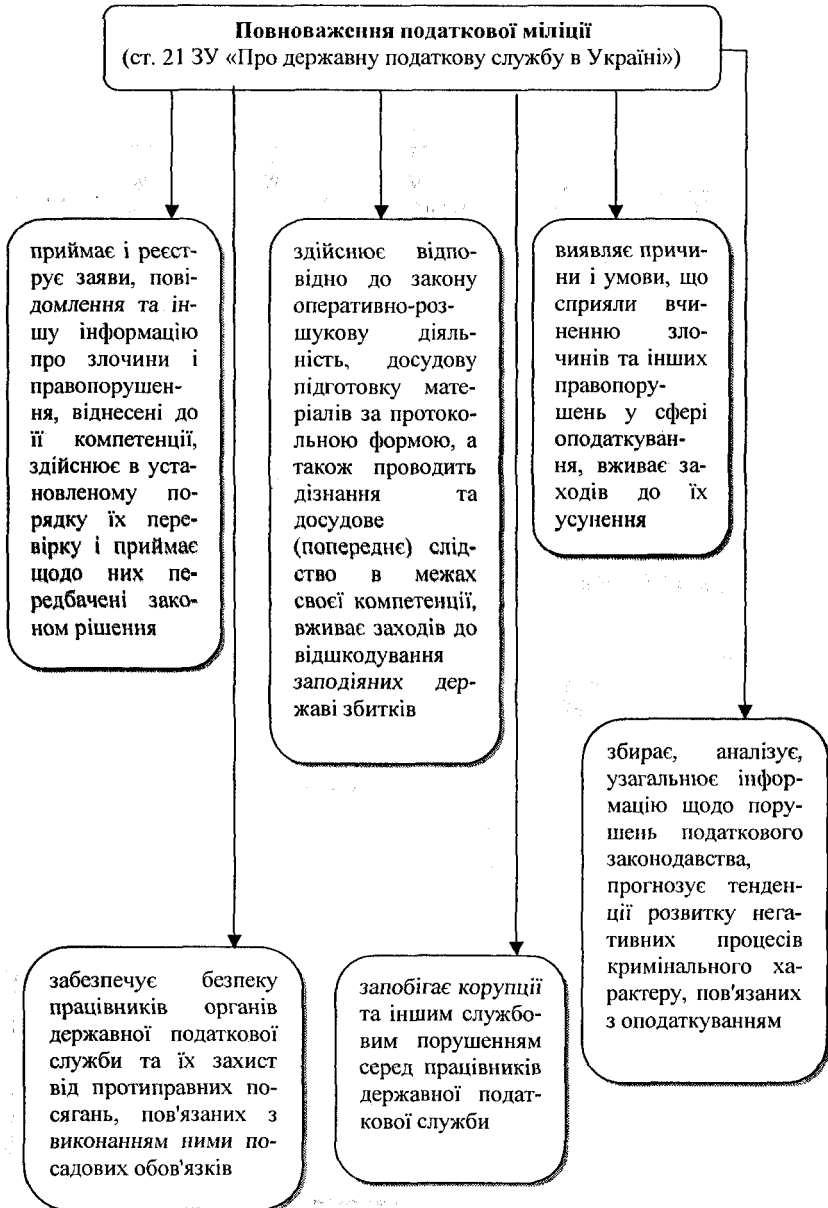 Повноваження податкової міліції
(ст. 21 ЗУ «Про державну податкову службу в Україні»)
приймає і реєст-
рує заяви, пові-
домлення та ін-
шу інформацію
про злочини і
правопорушен-
ня, віднесені до
її компетенції,
здійснює в уста-
новленому по-
рядку їх пере-
вірку і приймає
щодо них пе-
редбачені зако-
ном рішення
здійснює відпо-
відно до закону
оперативно-роз-
шукову діяль-
ність, досудову
підготовку мате-
ріалів за протоко-
льною формою, а
також проводить
дізнання та
досудове
(попереднє) слід-
ство в межах
своєї компетенції,
вживає заходів до
відшкодування
заподіяних дер-
жаві збитків
виявляє причи-
ни і умови, що
сприяли вчи-
ненню зло-
чинів та інших
правопору-
шень у сфері
оподаткуван-
ня, вживає за-
ходів до їх
усунення
збирає, аналізує,
узагальнює інфор-
мацію щодо пору-
шень податкового
законодавства,
прогнозує тенден-
ції розвитку нега-
тивних процесів
кримінального ха-
рактеру, пов'язаних
з оподаткуванням
забезпечує безпеку
працівників органів
державної податкової
служби та їх захист
від протиправних по-
сягань, пов'язаних з
виконанням ними по-
садових обов'язків
запобігає корупції
та іншим службо-
вим порушенням
серед працівників
державної подат-
кової служби